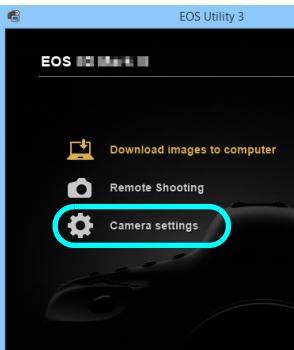 EOS Utility 3
EOS
Download images to computer
Remote Shooting
Camera settings